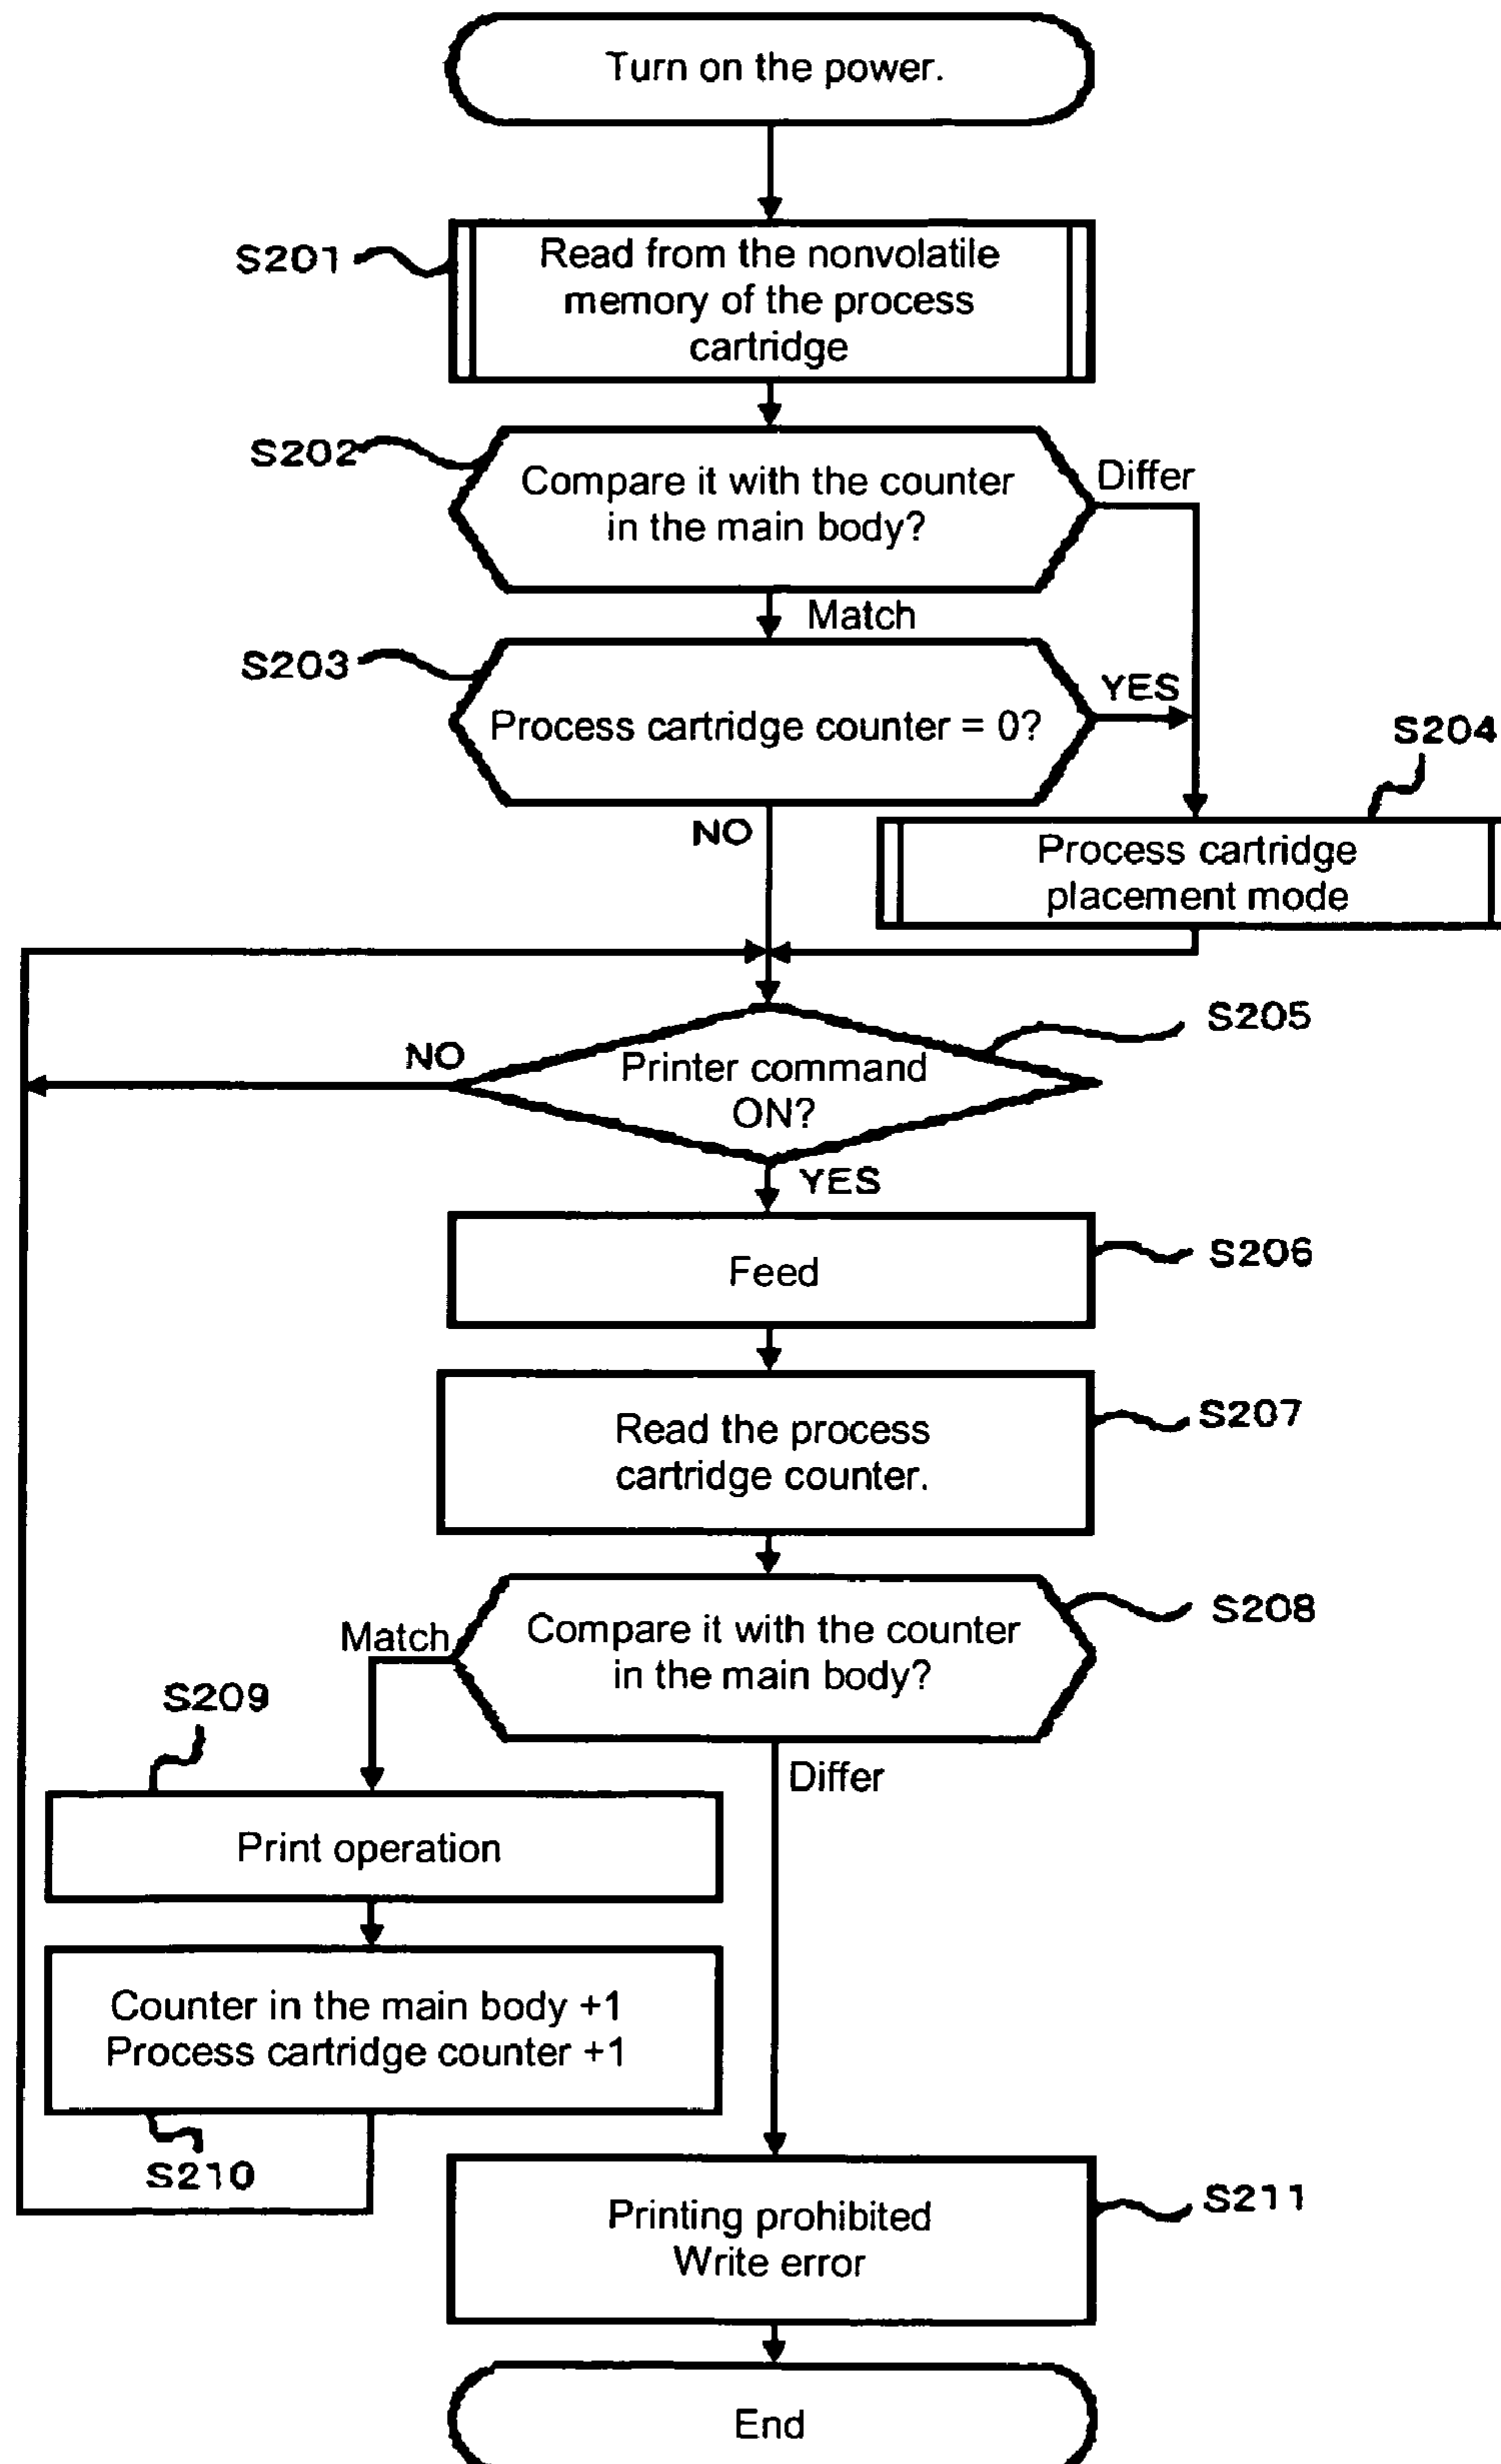 Turn on the power.
S201
Read from the nonvolatile
memory of the process
cartridge
S202
Compare it with the counter
in the main body?
Differ
Match
S203
Process cartridge counter = 0?
YES
S204
NO
Process cartridge
placement mode
S205
NO
Printer command
ON?
YES
Feed
S206
Read the process
cartridge counter.
S207
Compare it with the counter
in the main body?
S208
Match
S209
Differ
Print operation
Counter in the main body +1
Process cartridge counter +1
S210
Printing prohibited
Write error
S211
End